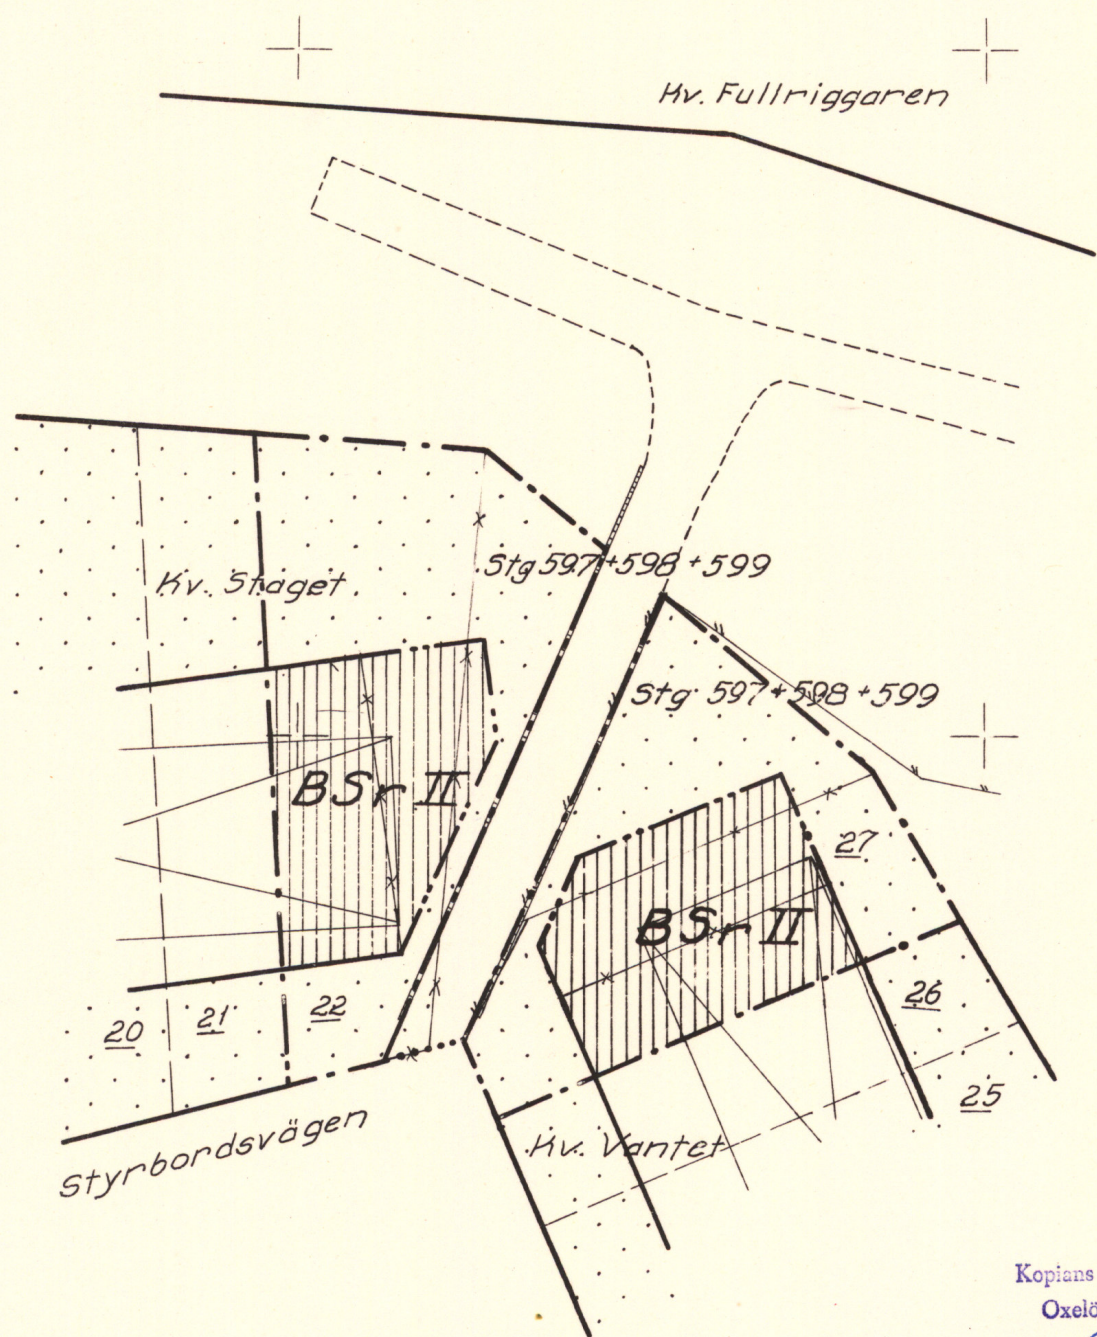 Kv. Fullriggaren
Stg 597+598+599
Kv. Staget
Stg 597+598+599
BSr II
27
BSr II
26
22
21
20
25
Styrbordsvägen
Kv. Vantet
Kopians
Oxelö